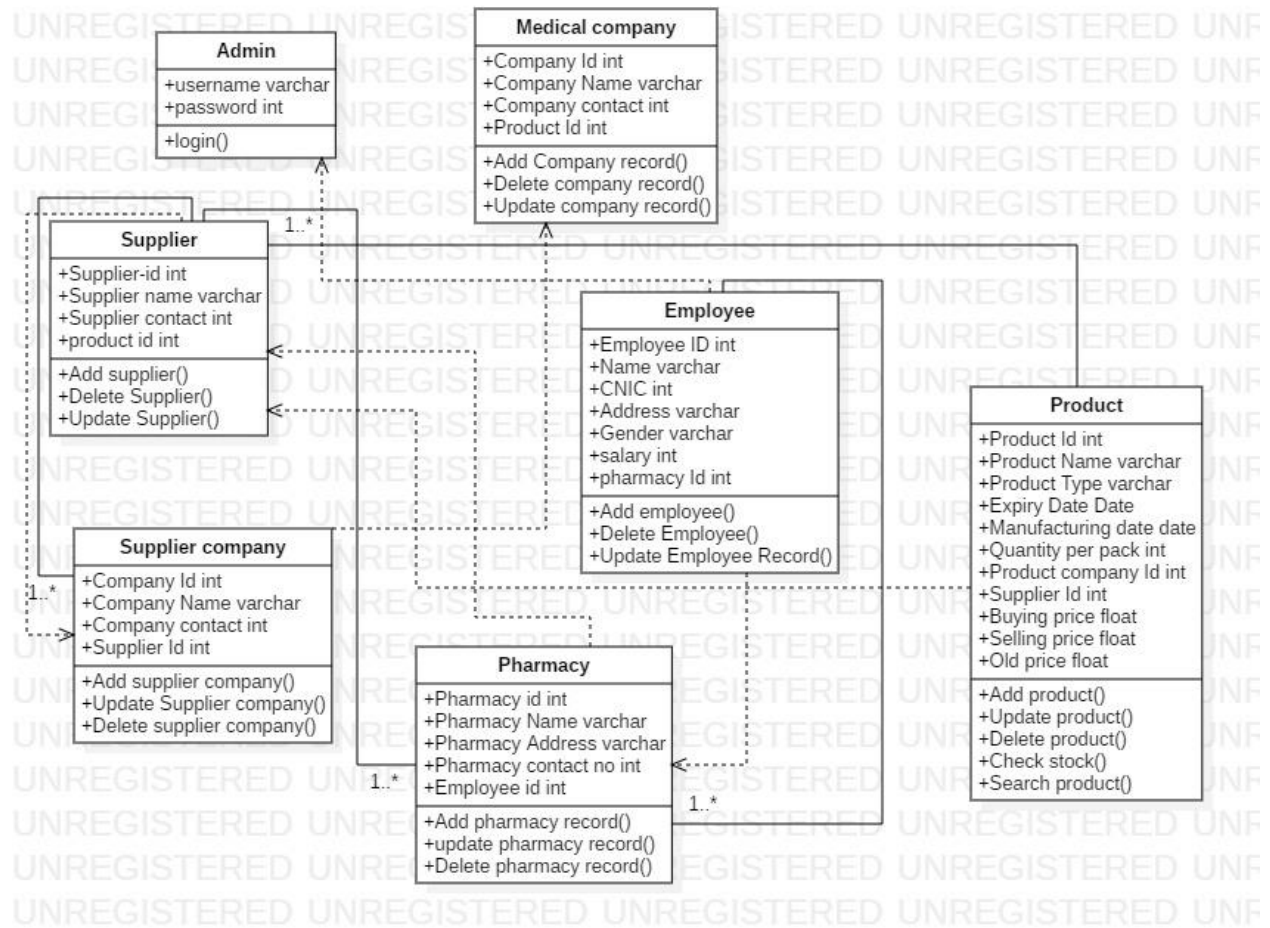 Admin
+username varchar
+password int
+login()
Medical company
+Company Id int
+Company Name varchar
+Company contact int
+Product Id int
+Add Company record()
+Delete company record()
+Update company record()
1..*
Supplier
+Supplier-id int
+Supplier name varchar
+Supplier contact int
+product id int
+Add supplier()
+Delete Supplier()
+Update Supplier()
Employee
+Employee ID int
+Name varchar
+CNIC int
+Address varchar
+Gender varchar
+salary int
+pharmacy Id int
+Add employee()
+Delete Employee()
+Update Employee Record()
Product
+Product Id int
+Product Name varchar
+Product Type varchar
+Expiry Date Date
+Manufacturing date date
+Quantity per pack int
+Product company Id int
+Supplier Id int
+Buying price float
+Selling price float
+Old price float
+Add product()
+Update product()
+Delete product()
+Check stock()
+Search product()
Supplier company
+Company Id int
+Company Name varchar
+Company contact int
+Supplier Id int
+Add supplier company()
+Update Supplier company()
+Delete supplier company()
1..*
Pharmacy
+Pharmacy id int
+Pharmacy Name varchar
+Pharmacy Address varchar
+Pharmacy contact no int
+Employee id int
+Add pharmacy record()
+update pharmacy record()
+Delete pharmacy record()
1..*
1..*
UNREGISTERED UNREGISTERED UNREGISTERED UNREGISTERED UNR